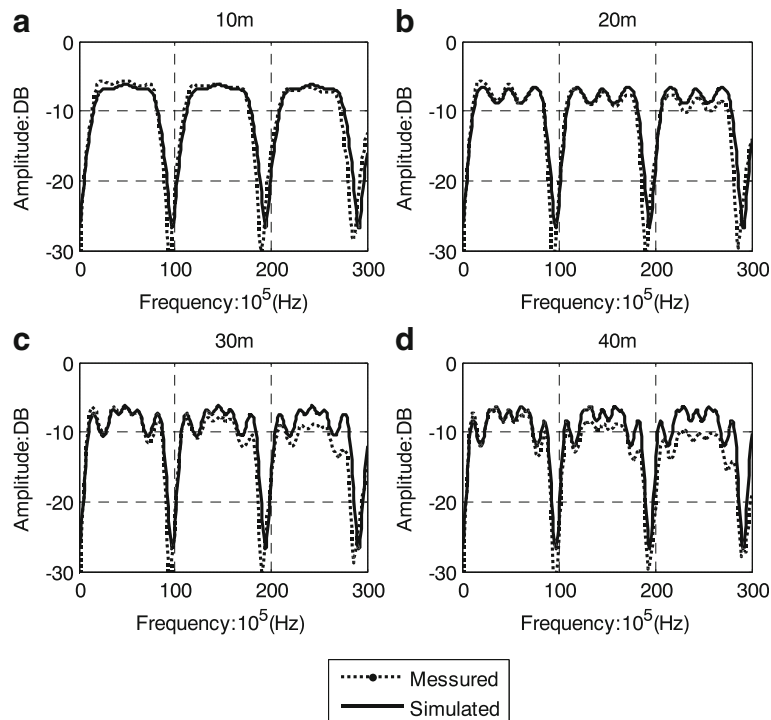 a
10m
0
-10
-20
-30
Amplitude:DB
0 100 200 300
Frequency:10^5(Hz)
b
20m
0
-10
-20
-30
Amplitude:DB
0 100 200 300
Frequency:10^5(Hz)
c
30m
0
-10
-20
-30
Amplitude:DB
0 100 200 300
Frequency:10^5(Hz)
d
40m
0
-10
-20
-30
Amplitude:DB
0 100 200 300
Frequency:10^5(Hz)
Messured
Simulated